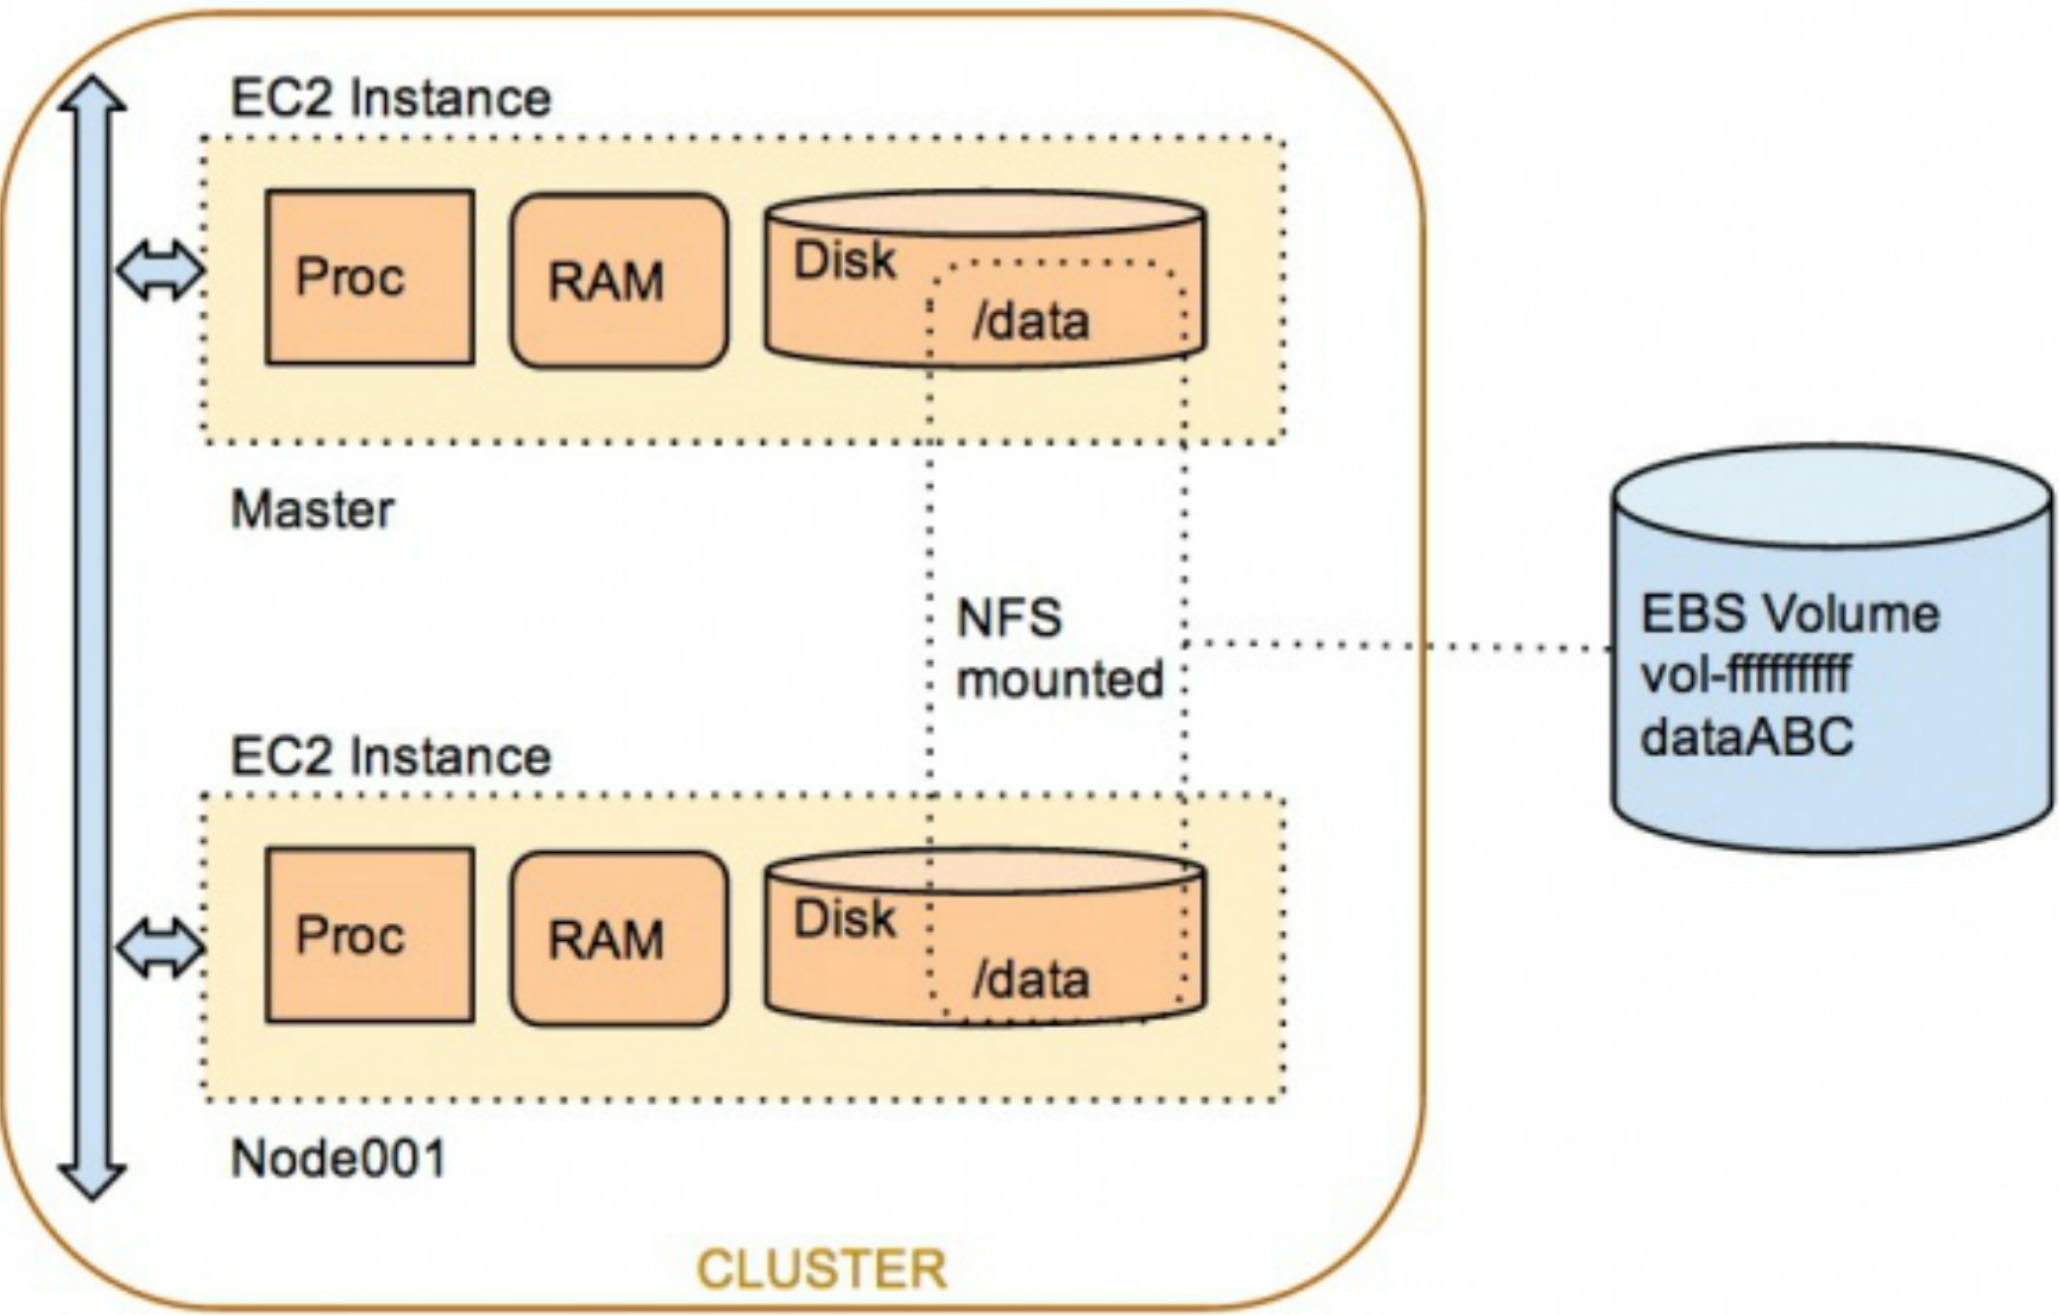 EC2 Instance
Proc
RAM
Disk
/data
Master
NFS
mounted
EBS Volume
vol-fffffffff
dataABC
EC2 Instance
Proc
RAM
Disk
/data
Node001
CLUSTER